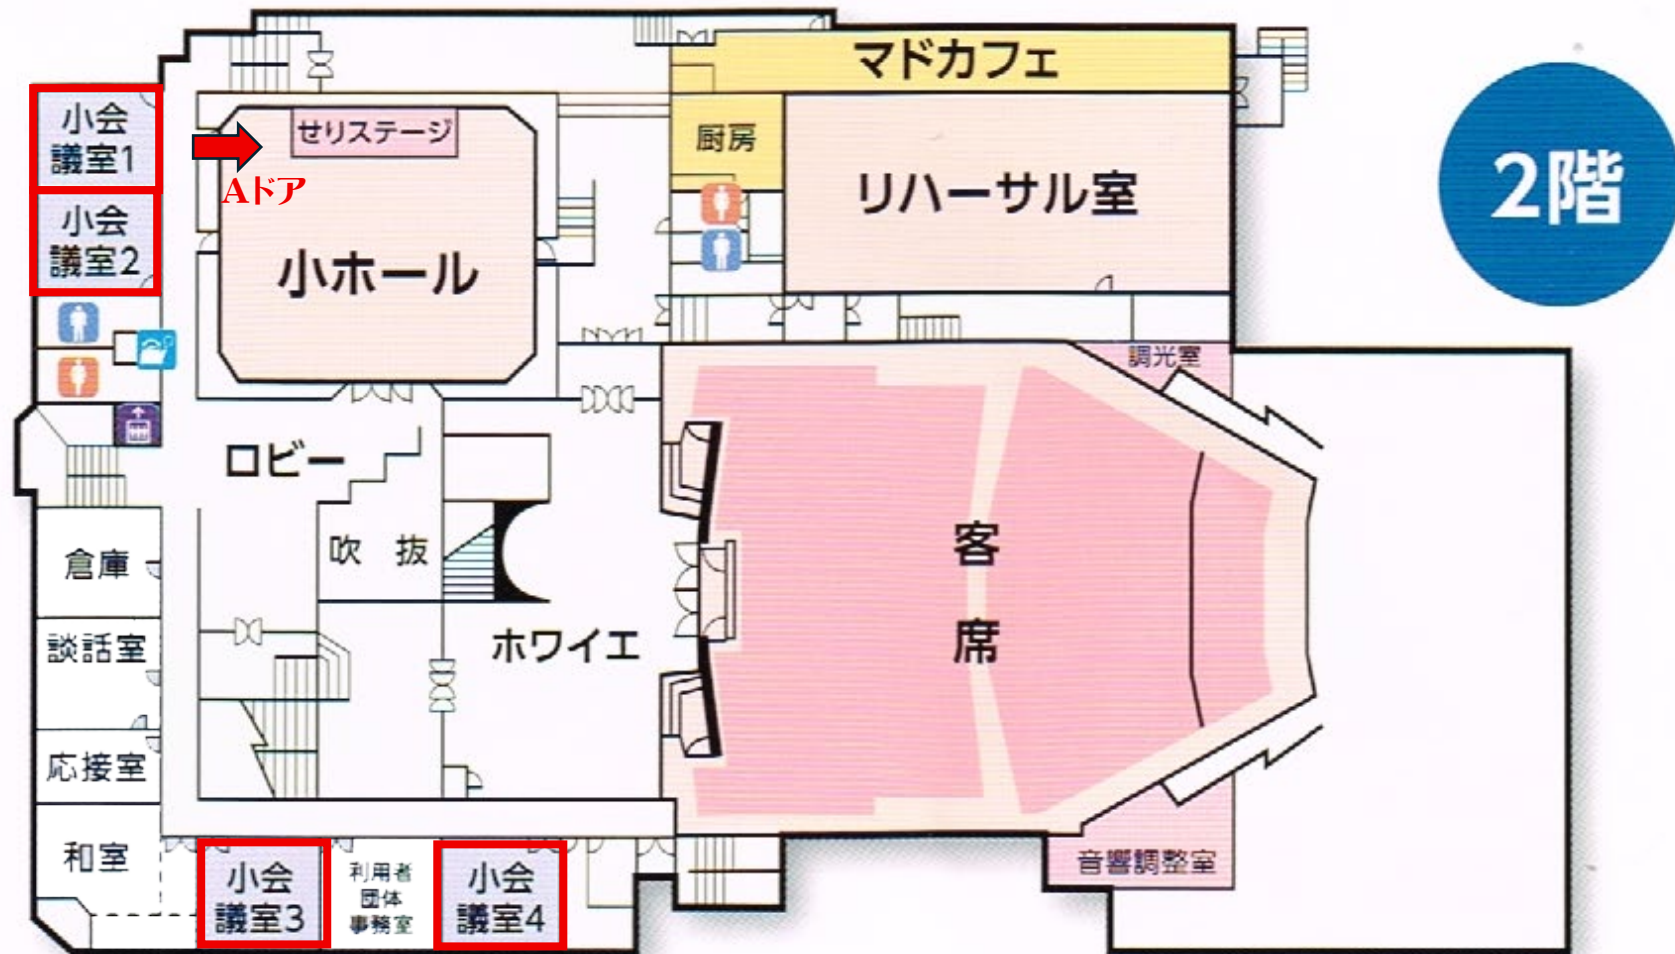 マドカフェ
小会
議室1
せりステージ
Aドア
厨房
リハーサル室
2階
小会
議室2
小ホール
調光室
ロビー
吹 抜
客
席
倉庫
ホワイエ
談話室
応接室
和室
小会
議室3
利用者
団体
事務室
小会
議室4
音響調整室